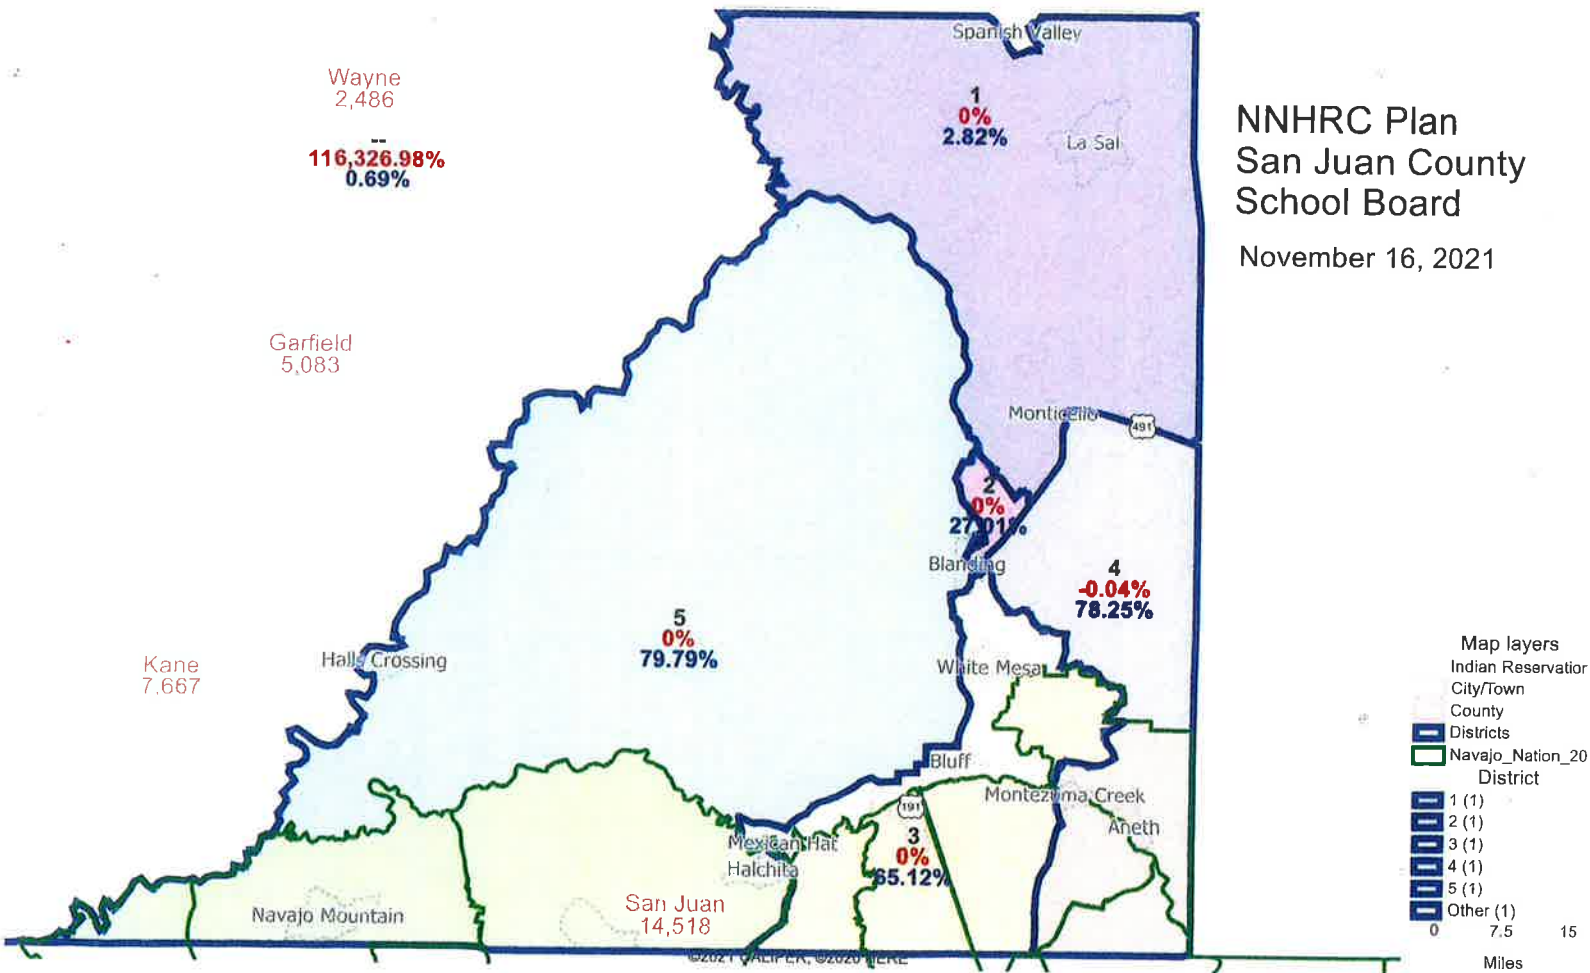 Spanish Valley
Wayne
2,486
--
116,326.98%
0.69%
1
0%
2.82%
La Sal
NNHRC Plan
San Juan County
School Board
November 16, 2021
Garfield
5,083
Monticello
491
2
0%
27.01%
Blanding
4
-0.04%
78.25%
5
0%
79.79%
Kane
7,667
Halls Crossing
White Mesa
Bluff
Montezuma Creek
191
Aneth
3
0%
65.12%
Mexican Hat
Halchita
San Juan
14,518
Navajo Mountain
©2021 CALIPER, ©2020 HERE
Map layers
Indian Reservatior
City/Town
County
Districts
Navajo_Nation_20
District
1 (1)
2 (1)
3 (1)
4 (1)
5 (1)
Other (1)
0 7.5 15
Miles